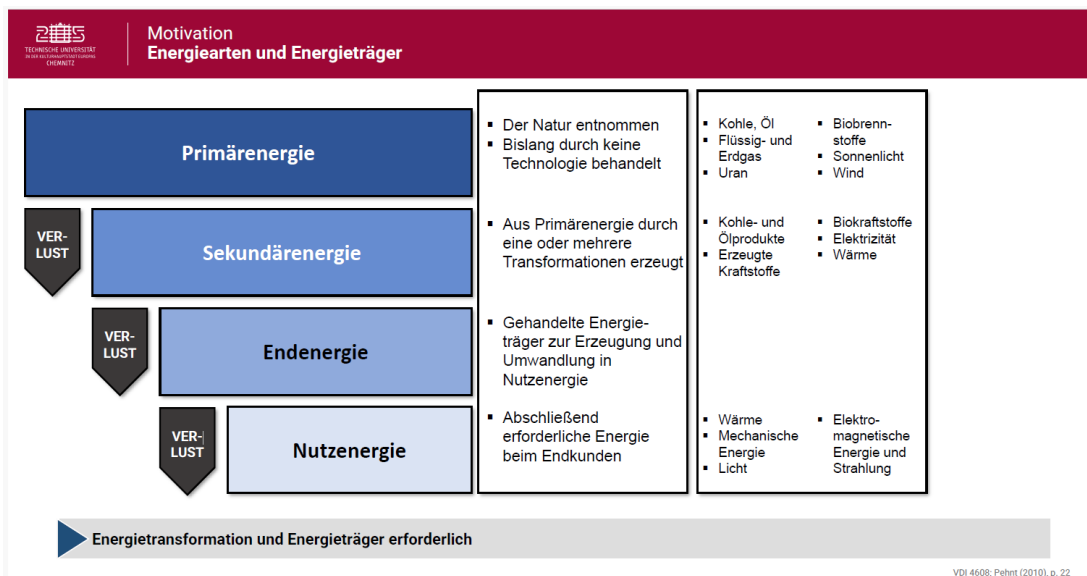 TECHNISCHE UNIVERSITÄT
IN DER KULTURHAUPTSTADT EUROPAS
CHEMNITZ
Motivation
Energiearten und Energieträger
Primärenergie
▪ Der Natur entnommen
▪ Bislang durch keine
Technologie behandelt
▪ Kohle, Öl
▪ Flüssig- und
Erdgas
▪ Uran
▪ Biobrenn-
stoffe
▪ Sonnenlicht
▪ Wind
VER-
LUST
Sekundärenergie
▪ Aus Primärenergie durch
eine oder mehrere
Transformationen erzeugt
▪ Kohle- und
Ölprodukte
▪ Erzeugte
Kraftstoffe
▪ Biokraftstoffe
▪ Elektrizität
▪ Wärme
VER-
LUST
Endenergie
▪ Gehandelte Energie-
träger zur Erzeugung und
Umwandlung in
Nutzenergie
VER-
LUST
Nutzenergie
▪ Abschließend
erforderliche Energie
beim Endkunden
▪ Wärme
▪ Mechanische
Energie
▪ Licht
▪ Elektro-
magnetische
Energie und
Strahlung
Energietransformation und Energieträger erforderlich
VDI 4608; Pehnt (2010), p. 22